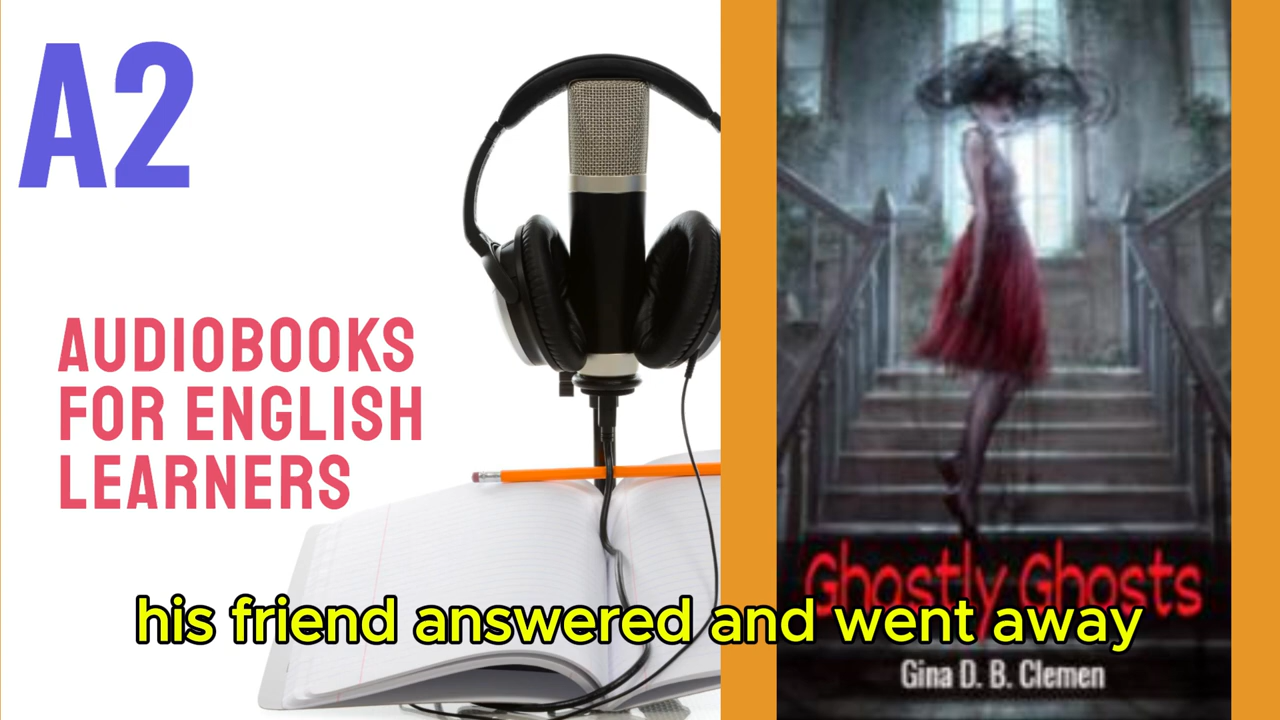 A2
AUDIOBOOKS
FOR ENGLISH
LEARNERS
Ghostly Ghosts
his friend answered and went away
Gina D. B. Clemen